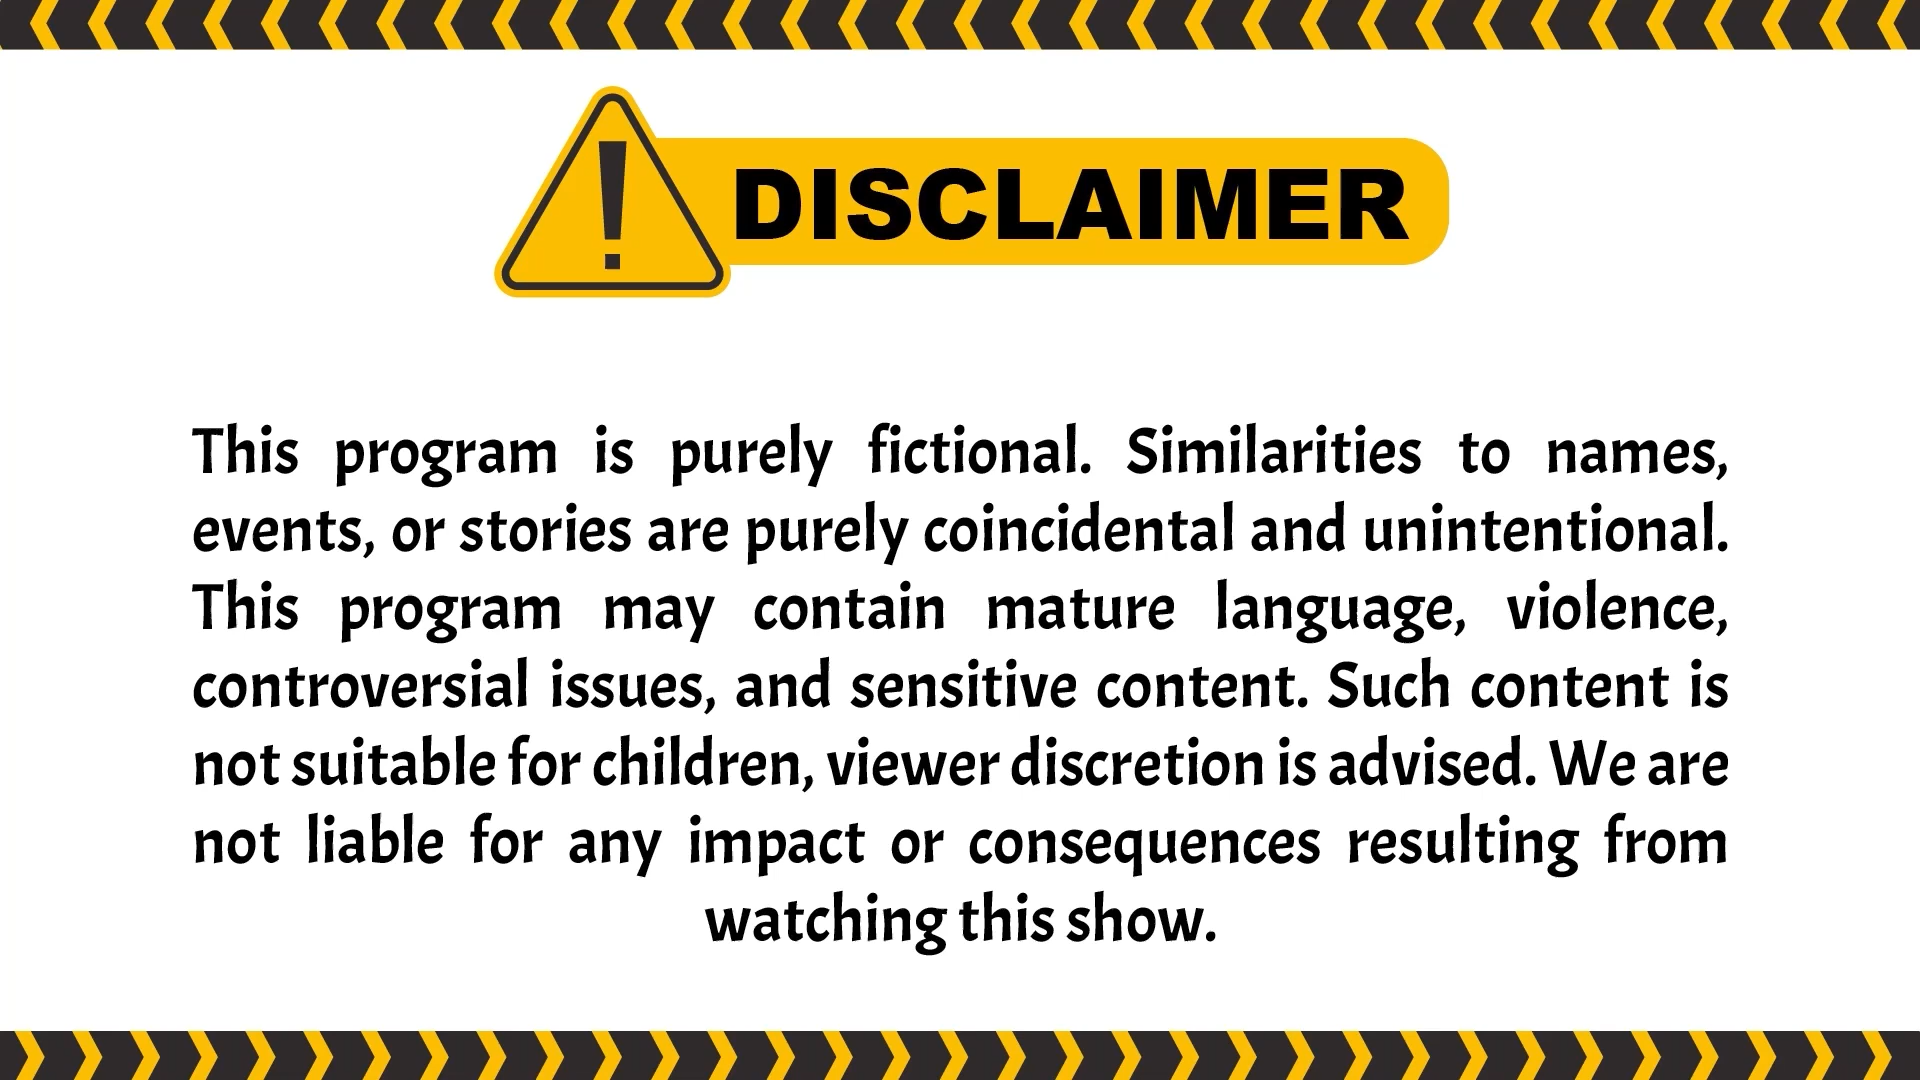 DISCLAIMER
This program is purely fictional. Similarities to names,
events, or stories are purely coincidental and unintentional.
This program may contain mature language, violence,
controversial issues, and sensitive content. Such content is
not suitable for children, viewer discretion is advised. We are
not liable for any impact or consequences resulting from
watching this show.